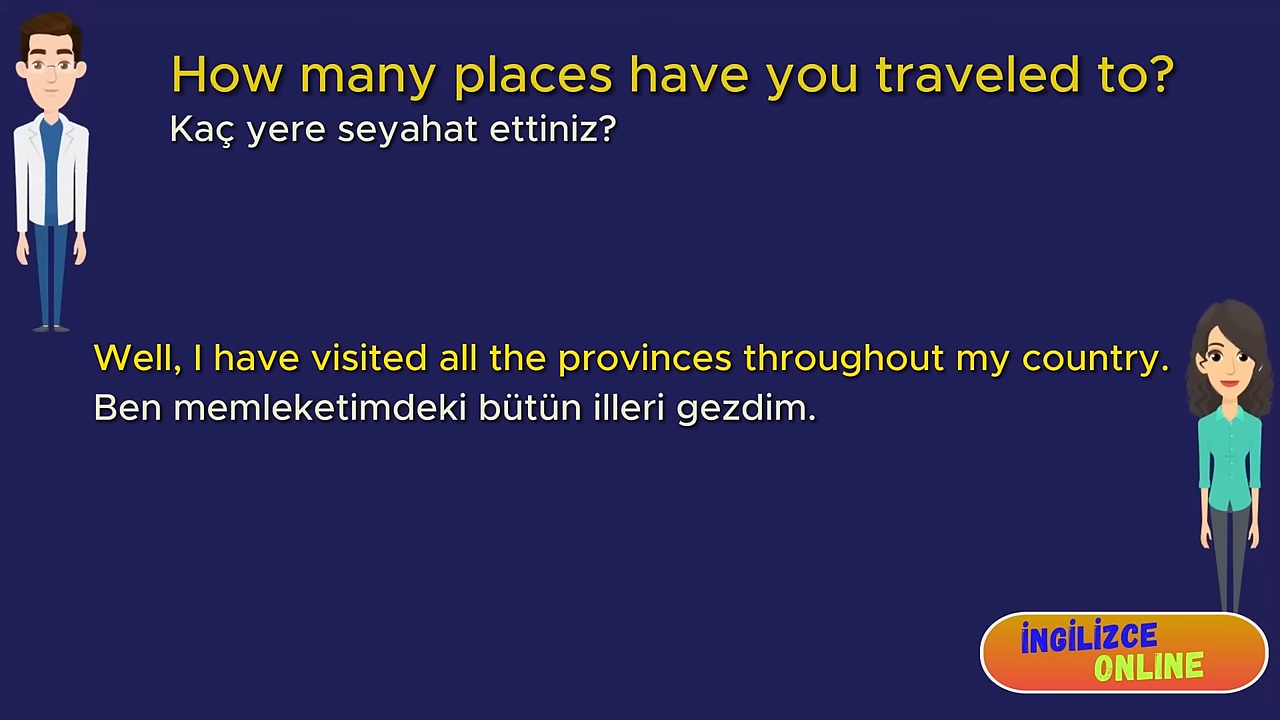 How many places have you traveled to?
Kaç yere seyahat ettiniz?
Well, I have visited all the provinces throughout my country.
Ben memleketimdeki bütün illeri gezdim.
İNGİLİZCE
ONLINE